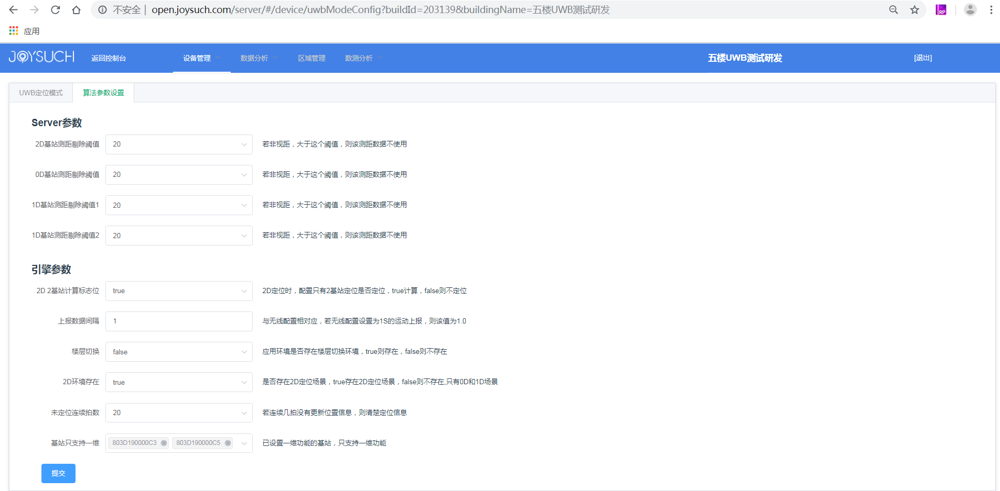 不安全 | open.joysuch.com/server/#/device/uwbModeConfig?buildId=203139&buildingName=五楼UWB测试研发
RP
应用
JOYSUCH 返回控制台 设备管理 数据分析 区域管理 数测分析 五楼UWB测试研发 [退出]
UWB定位模式 算法参数设置
Server参数
2D基站测距剔除阈值 20 若非视距，大于这个阈值，则该测距数据不使用
0D基站测距剔除阈值 20 若非视距，大于这个阈值，则该测距数据不使用
1D基站测距剔除阈值1 20 若非视距，大于这个阈值，则该测距数据不使用
1D基站测距剔除阈值2 20 若非视距，大于这个阈值，则该测距数据不使用
引擎参数
2D 2基站计算标志位 true 2D定位时，配置只有2基站定位是否定位，true计算，false则不定位
上报数据间隔 1 与无线配置相对应，若无线配置设置为1S的运动上报，则该值为1.0
楼层切换 false 应用环境是否存在楼层切换环境，true则存在，false则不存在
2D环境存在 true 是否存在2D定位场景，true存在2D定位场景，false则不存在,只有0D和1D场景
未定位连续拍数 20 若连续几拍没有更新位置信息，则清楚定位信息
基站只支持一维 803D190000C3 803D190000C5 已设置一维功能的基站，只支持一维功能
提交